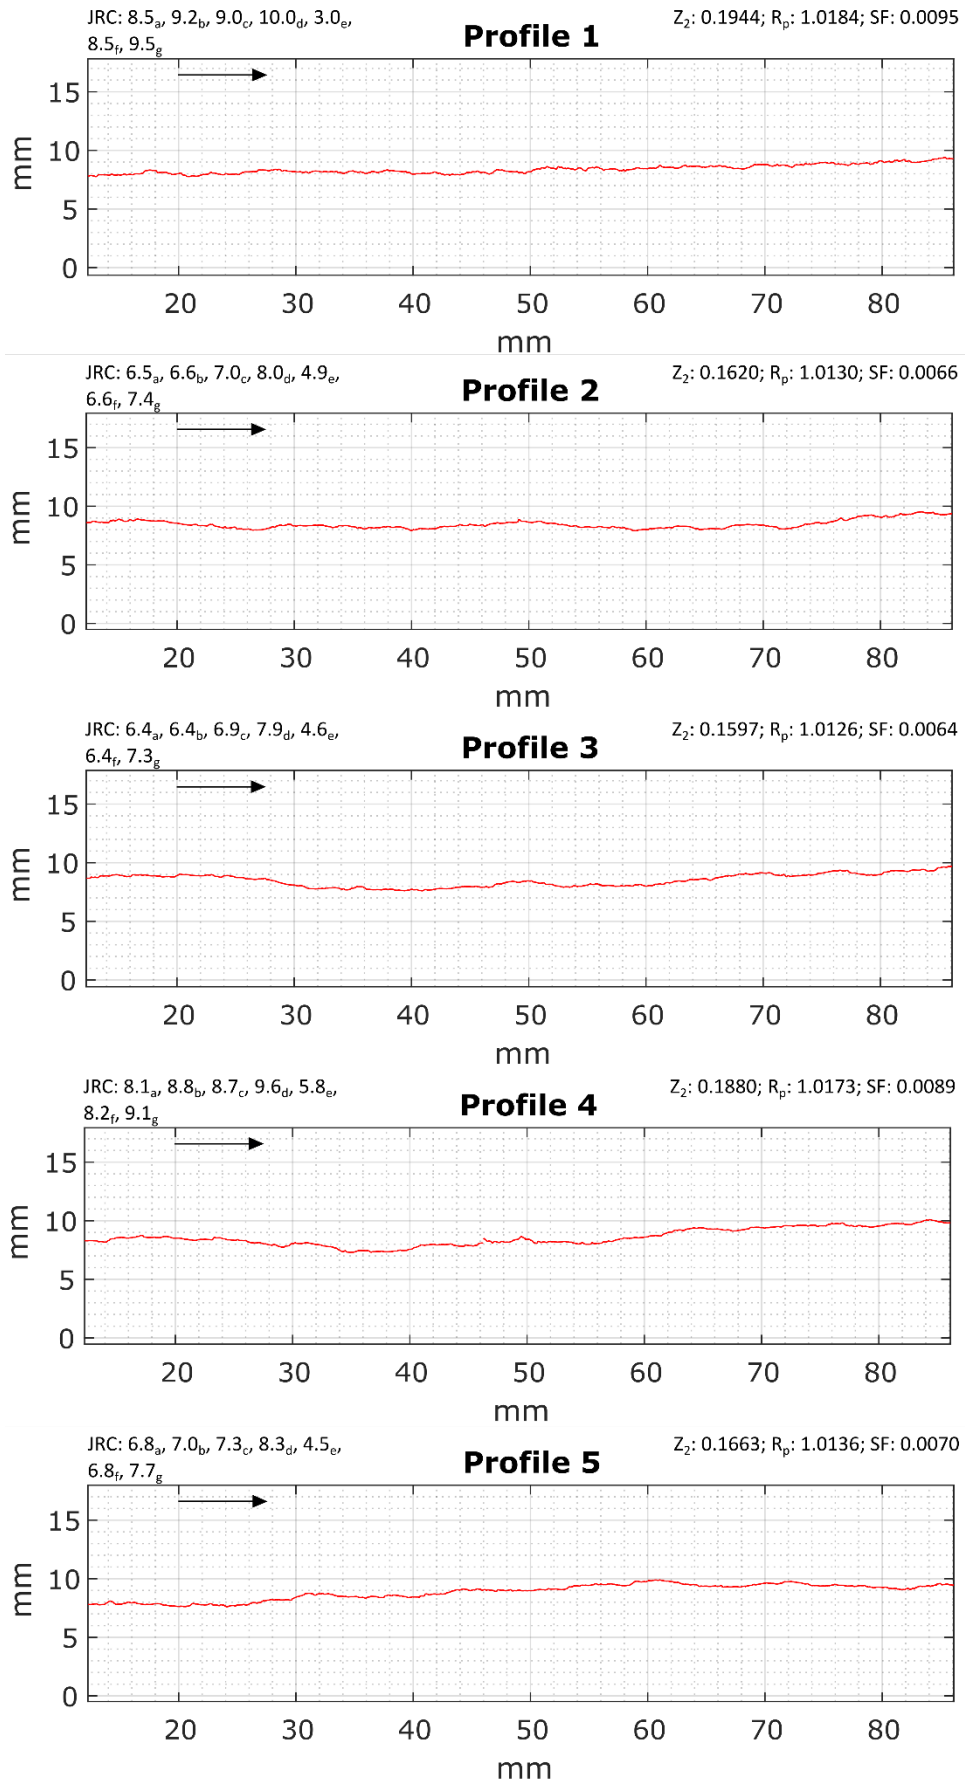 JRC: 8.5a, 9.2b, 9.0c, 10.0d, 3.0e,
8.5f, 9.5g
Profile 1
Z2: 0.1944; Rp: 1.0184; SF: 0.0095
15
10
5
0
mm
20 30 40 50 60 70 80
mm
JRC: 6.5a, 6.6b, 7.0c, 8.0d, 4.9e,
6.6f, 7.4g
Profile 2
Z2: 0.1620; Rp: 1.0130; SF: 0.0066
15
10
5
0
mm
20 30 40 50 60 70 80
mm
JRC: 6.4a, 6.4b, 6.9c, 7.9d, 4.6e,
6.4f, 7.3g
Profile 3
Z2: 0.1597; Rp: 1.0126; SF: 0.0064
15
10
5
0
mm
20 30 40 50 60 70 80
mm
JRC: 8.1a, 8.8b, 8.7c, 9.6d, 5.8e,
8.2f, 9.1g
Profile 4
Z2: 0.1880; Rp: 1.0173; SF: 0.0089
15
10
5
0
mm
20 30 40 50 60 70 80
mm
JRC: 6.8a, 7.0b, 7.3c, 8.3d, 4.5e,
6.8f, 7.7g
Profile 5
Z2: 0.1663; Rp: 1.0136; SF: 0.0070
15
10
5
0
mm
20 30 40 50 60 70 80
mm